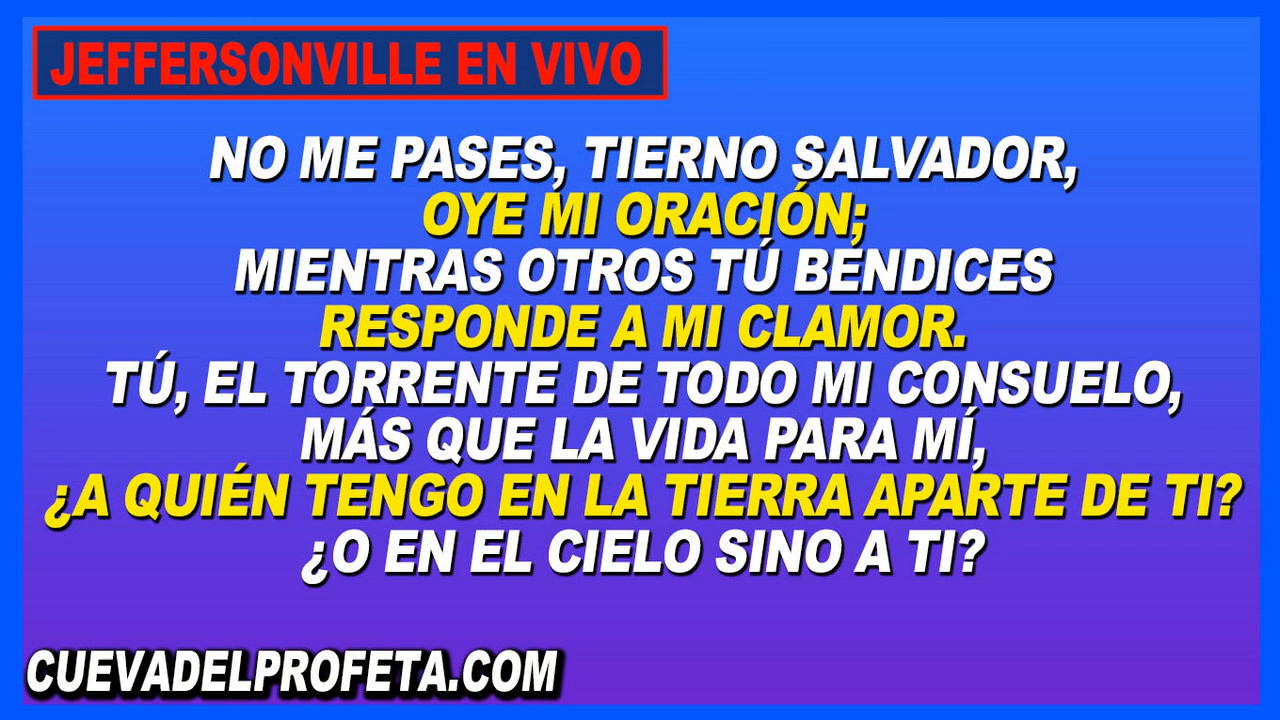 JEFFERSONVILLE EN VIVO
NO ME PASES, TIERNO SALVADOR,
OYE MI ORACIÓN;
MIENTRAS OTROS TÚ BENDICES
RESPONDE A MI CLAMOR.
TÚ, EL TORRENTE DE TODO MI CONSUELO,
MÁS QUE LA VIDA PARA MÍ,
¿A QUIÉN TENGO EN LA TIERRA APARTE DE TI?
¿O EN EL CIELO SINO A TI?
CUEVADELPROFETA.COM